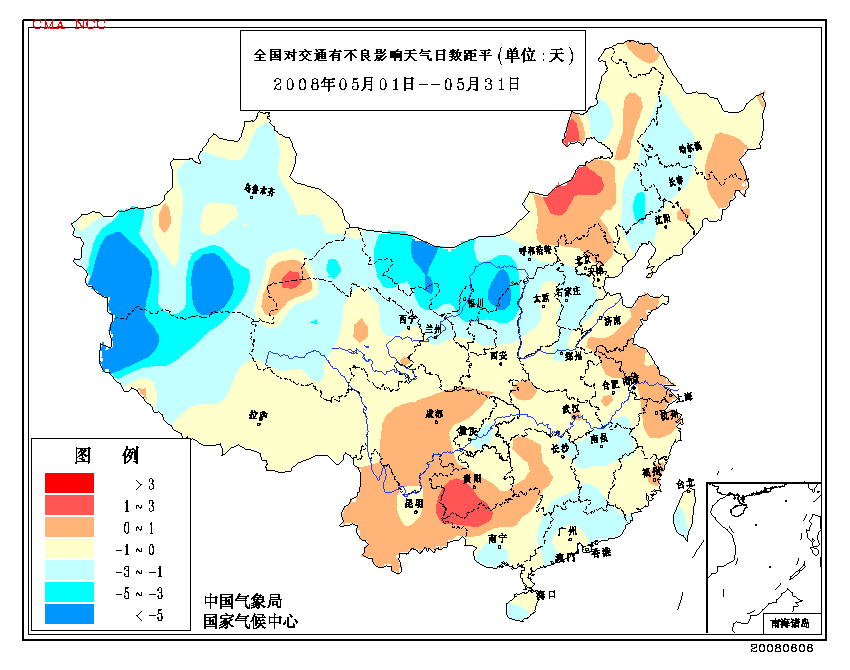 CMA NCC
全国对交通有不良影响天气日数距平(单位:天)
2008年05月01日--05月31日
哈尔滨
长春
乌鲁木齐
沈阳
呼和浩特
北京
天津
银川
太原
石家庄
西宁
兰州
济南
西安
郑州
合肥
南京
上海
拉萨
成都
武汉
杭州
重庆
长沙
南昌
贵阳
福州
昆明
台北
南宁
广州
澳门
香港
海口
图 例
>3
1~3
0~1
-1~0
-3~-1
-5~-3
<-5
中国气象局
国家气候中心
南海诸岛
20080606